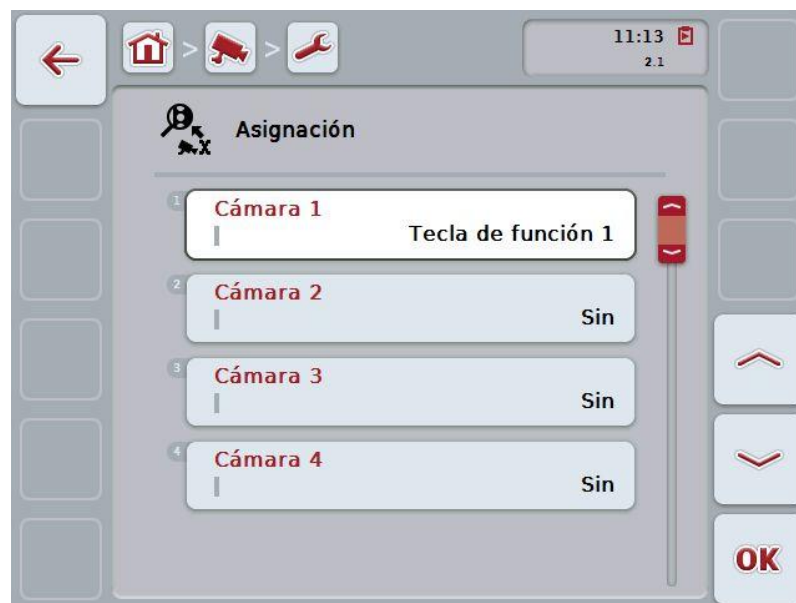 > >
11:13
2.1
Asignación
1
Cámara 1
Tecla de función 1
2
Cámara 2
Sin
3
Cámara 3
Sin
4
Cámara 4
Sin
OK